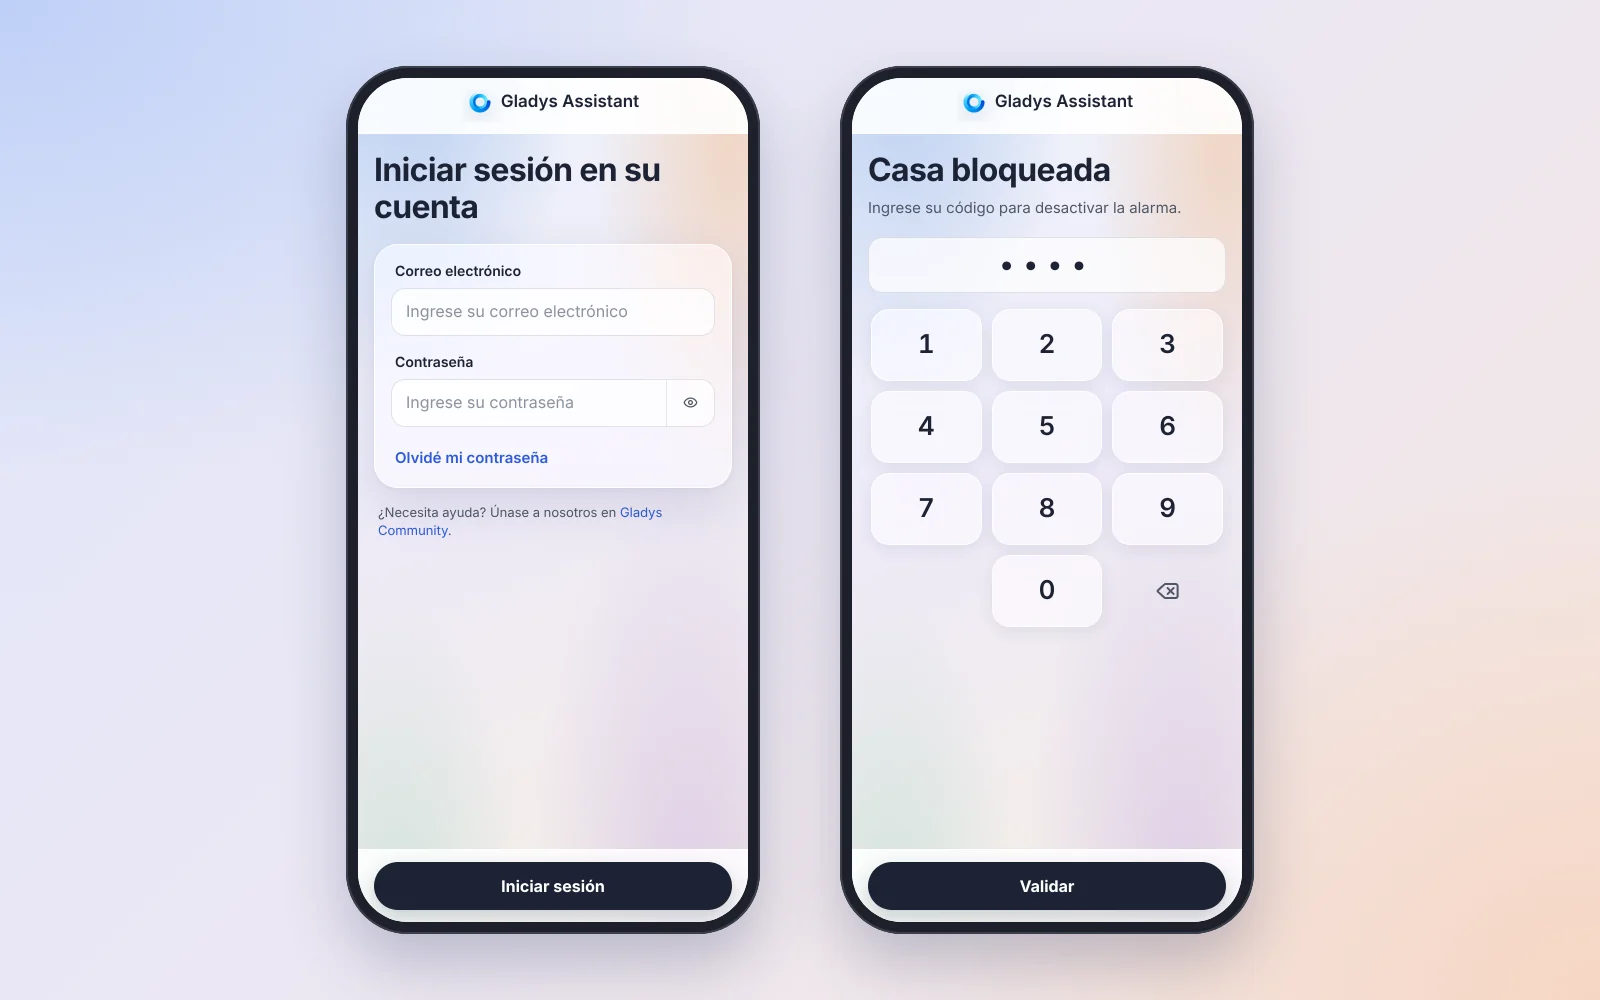 Gladys Assistant
Iniciar sesión en su
cuenta
Correo electrónico
Ingrese su correo electrónico
Contraseña
Ingrese su contraseña
Olvidé mi contraseña
¿Necesita ayuda? Únase a nosotros en Gladys
Community.
Iniciar sesión
Gladys Assistant
Casa bloqueada
Ingrese su código para desactivar la alarma.
1 2 3
4 5 6
7 8 9
0
Validar